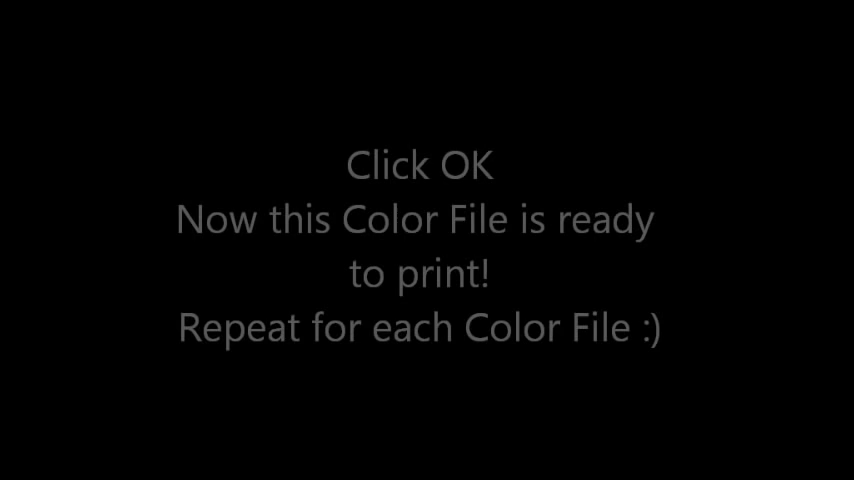 Click OK
Now this Color File is ready
to print!
Repeat for each Color File :)